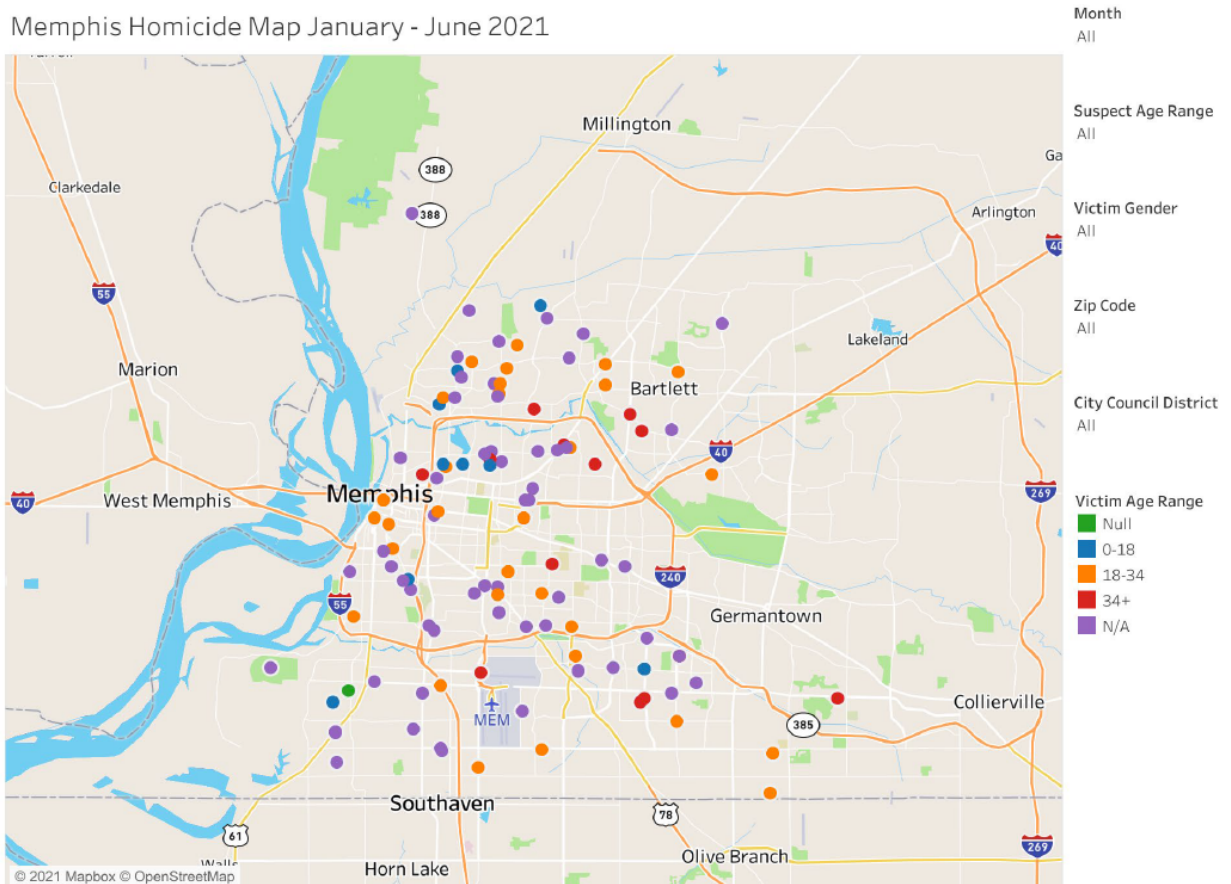 Memphis Homicide Map January - June 2021
Month
All
Suspect Age Range
All
Victim Gender
All
Zip Code
All
City Council District
All
Victim Age Range
Null
0-18
18-34
34+
N/A
Millington
388
Clarkedale
388
Arlington
40
55
Lakeland
Marion
Bartlett
40
West Memphis
Memphis
40
269
240
55
Germantown
Collierville
MEM
385
Southaven
78
61
269
Olive Branch
Horn Lake
Walls
© 2021 Mapbox © OpenStreetMap